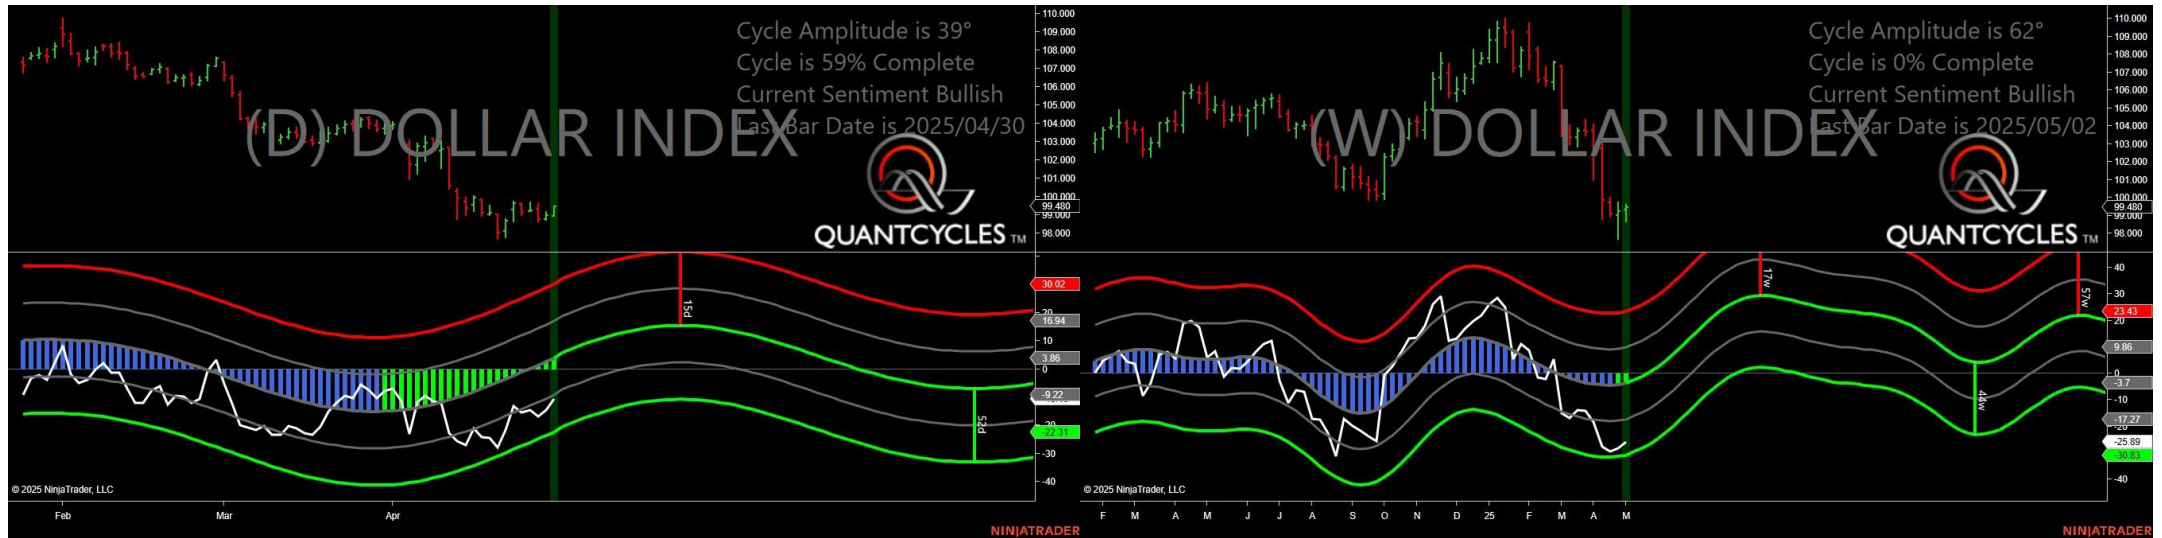 Cycle Amplitude is 39°
Cycle is 59% Complete
Current Sentiment Bullish
Last Bar Date is 2025/04/30
(D) DOLLAR INDEX
QUANTCYCLES TM
110.000
109.000
108.000
107.000
106.000
105.000
104.000
103.000
102.000
101.000
100.000
99.480
99.000
98.000
15d
52d
30.02
20
16.94
10
3.86
0
-9.22
-20
-22.31
-30
-40
© 2025 NinjaTrader, LLC
Feb Mar Apr
NINJATRADER
Cycle Amplitude is 62°
Cycle is 0% Complete
Current Sentiment Bullish
Last Bar Date is 2025/05/02
(W) DOLLAR INDEX
QUANTCYCLES TM
110.000
109.000
108.000
107.000
106.000
105.000
104.000
103.000
102.000
101.000
100.000
99.480
99.000
98.000
17w
44w
57w
40
30
23.43
20
9.86
0
-3.7
-10
-17.27
-20
-25.89
-30.83
-40
© 2025 NinjaTrader, LLC
F M A M J J A S O N D 25 F M A M
NINJATRADER